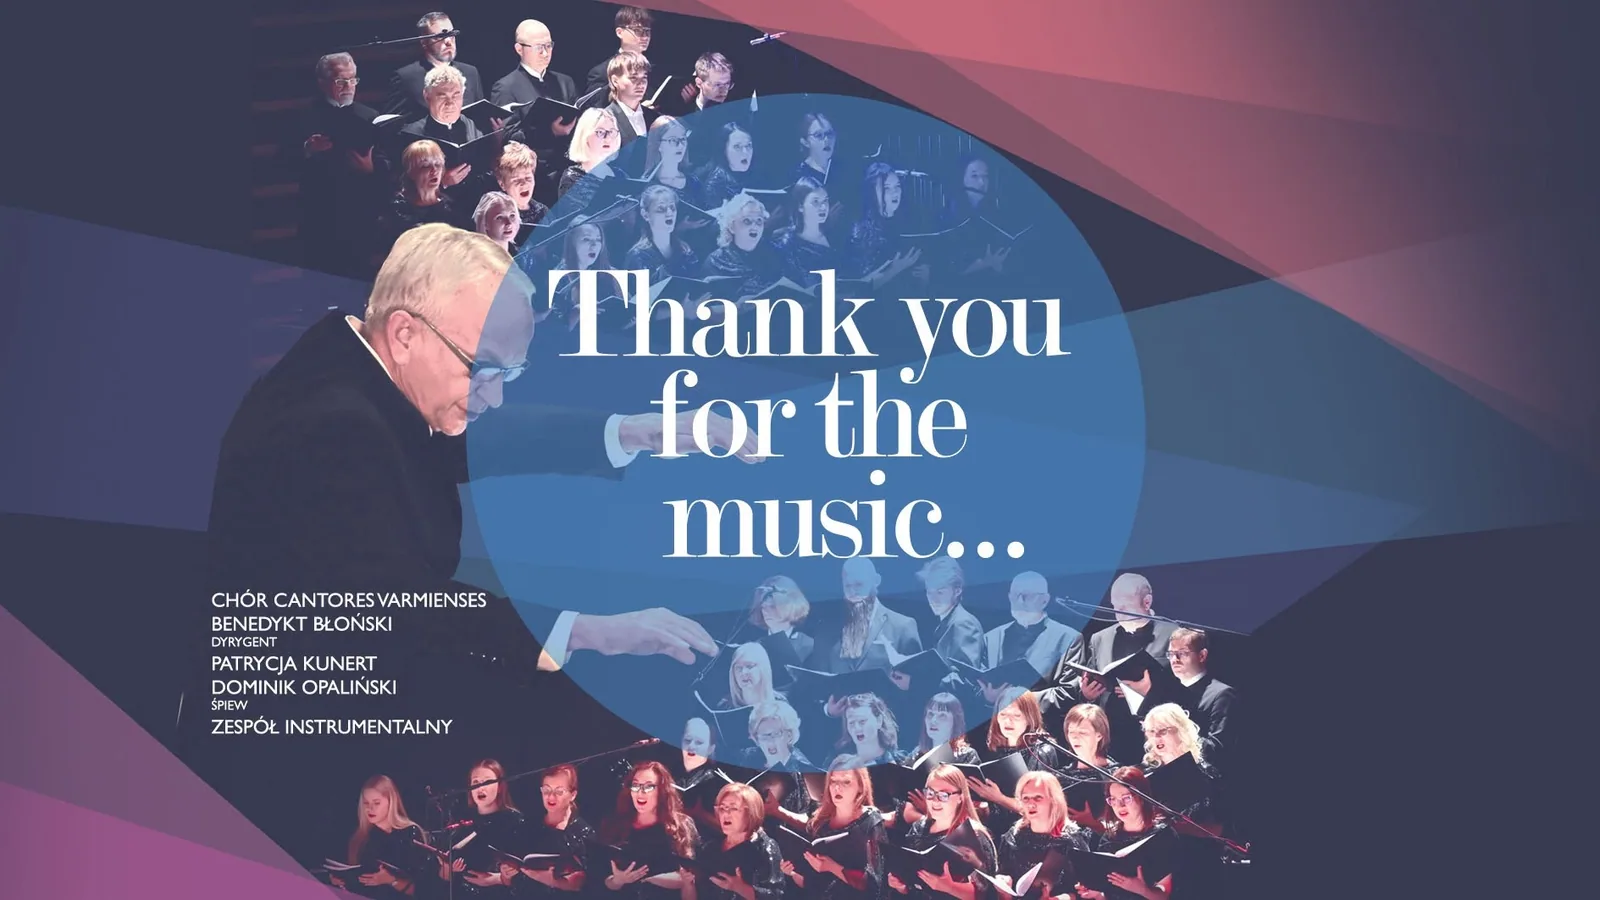 Thank you
for the
music...
CHÓR CANTORES VARMIENSES
BENEDYKT BŁOŃSKI
DYRYGENT
PATRYCJA KUNERT
DOMINIK OPALIŃSKI
ŚPIEW
ZESPÓŁ INSTRUMENTALNY